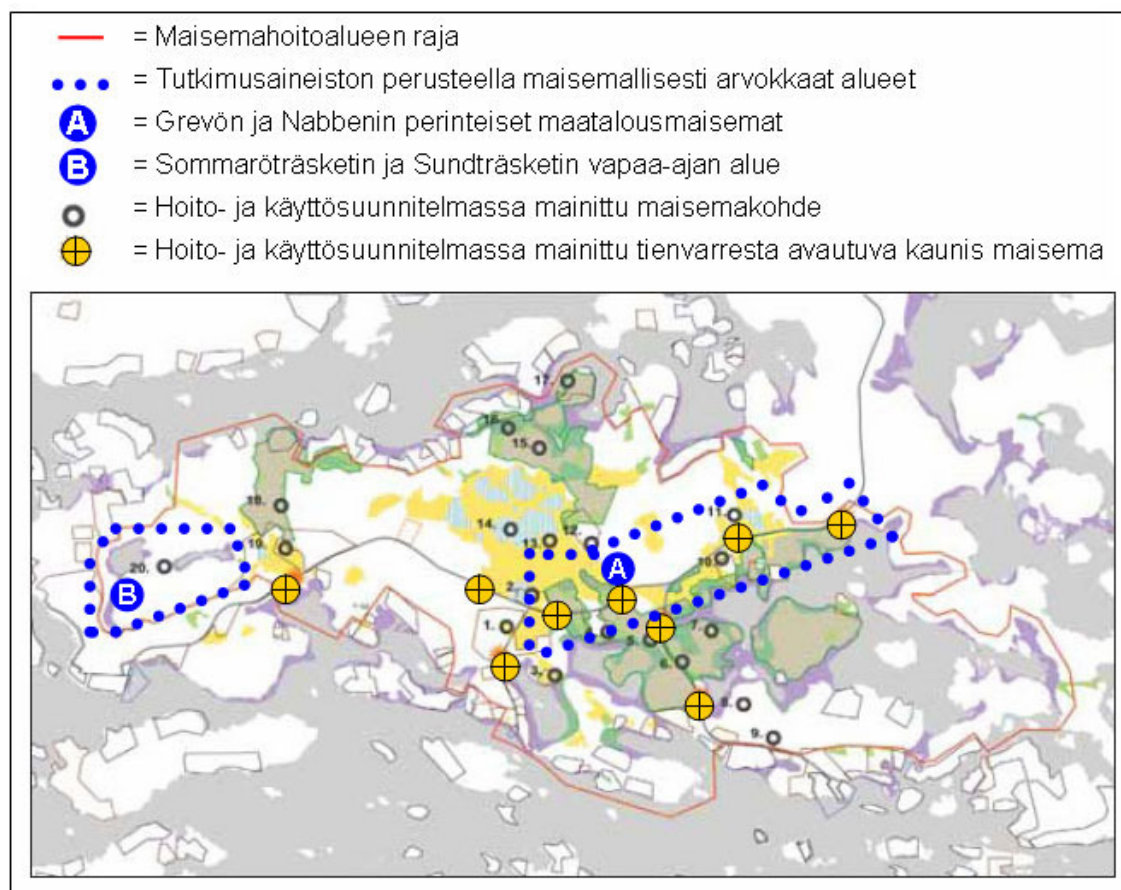 = Maisemahoitoalueen raja
= Tutkimusaineiston perusteella maisemallisesti arvokkaat alueet
A = Grevön ja Nabbenin perinteiset maatalousmaisemat
B = Sommaröträsketin ja Sundträsketin vapaa-ajan alue
= Hoito- ja käyttösuunnitelmassa mainittu maisemakohde
= Hoito- ja käyttösuunnitelmassa mainittu tienvarresta avautuva kaunis maisema
17.
16.
15.
18.
14.
13.
12.
11.
19.
20.
10.
A
B
2.
1.
5.
7.
6.
3.
8.
9.